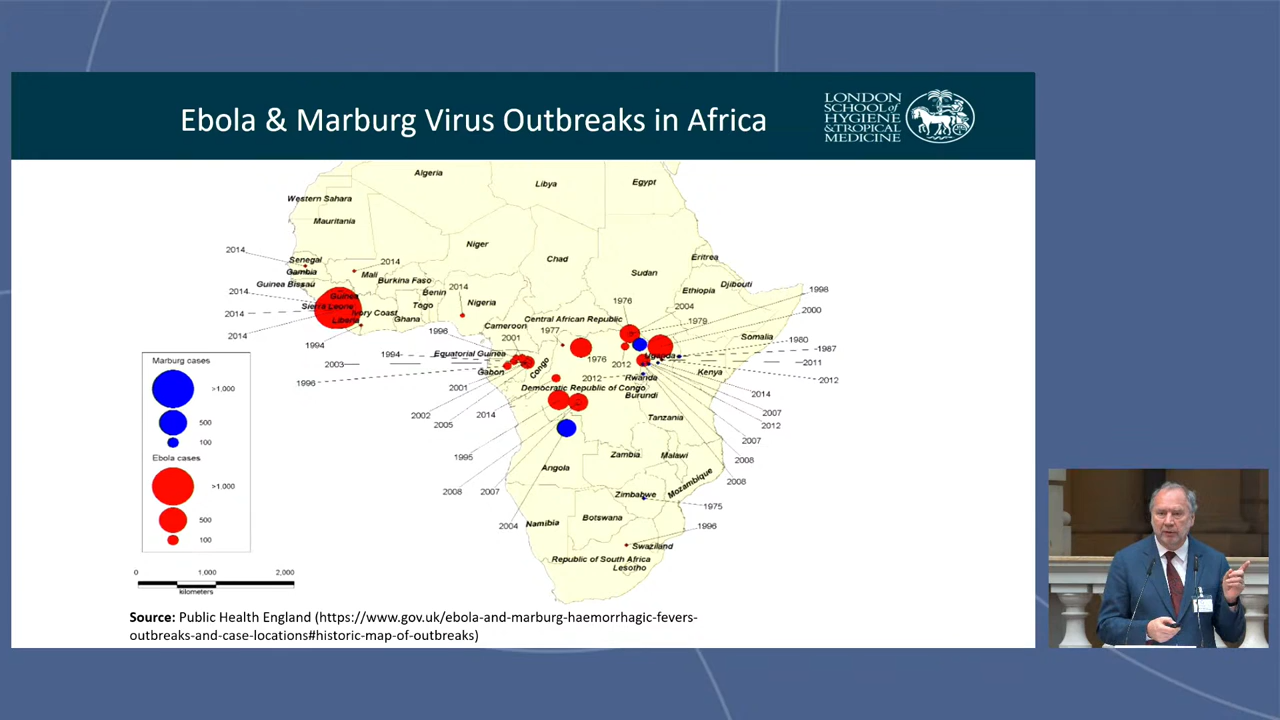 Ebola & Marburg Virus Outbreaks in Africa
LONDON
SCHOOL of
HYGIENE
& TROPICAL
MEDICINE
Algeria
Libya
Egypt
Western Sahara
Mauritania
Niger
Chad
Sudan
Eritrea
2014
Senegal
Gambia
2014
Mali
Burkina Faso
Guinea Bissau
Benin
2014
Ethiopia
Djibouti
1998
2014
Guinea
Sierra Leone
Ivory Coast
Togo
Nigeria
1976
2004
2000
2014
Liberia
Ghana
Central African Republic
1979
2014
1996
Cameroon
1977
Somalia
1980
1994
2001
1987
1994
Equatorial Guinea
1976
Uganda
2011
2003
Gabon
Congo
2012
Kenya
2012
1996
2012
Rwanda
2001
Democratic Republic of Congo
Burundi
2014
2002
2014
Tanzania
2007
2005
2012
2007
1995
Zambia
Malawi
2008
Angola
2008
2008
2007
Mozambique
Zimbabwe
1975
2004
Namibia
Botswana
1996
Swaziland
Republic of South Africa
Lesotho
Marburg cases
>1,000
500
100
Ebola cases
>1,000
500
100
0
1,000
2,000
kilometers
Source: Public Health England (https://www.gov.uk/ebola-and-marburg-haemorrhagic-fevers-
outbreaks-and-case-locations#historic-map-of-outbreaks)